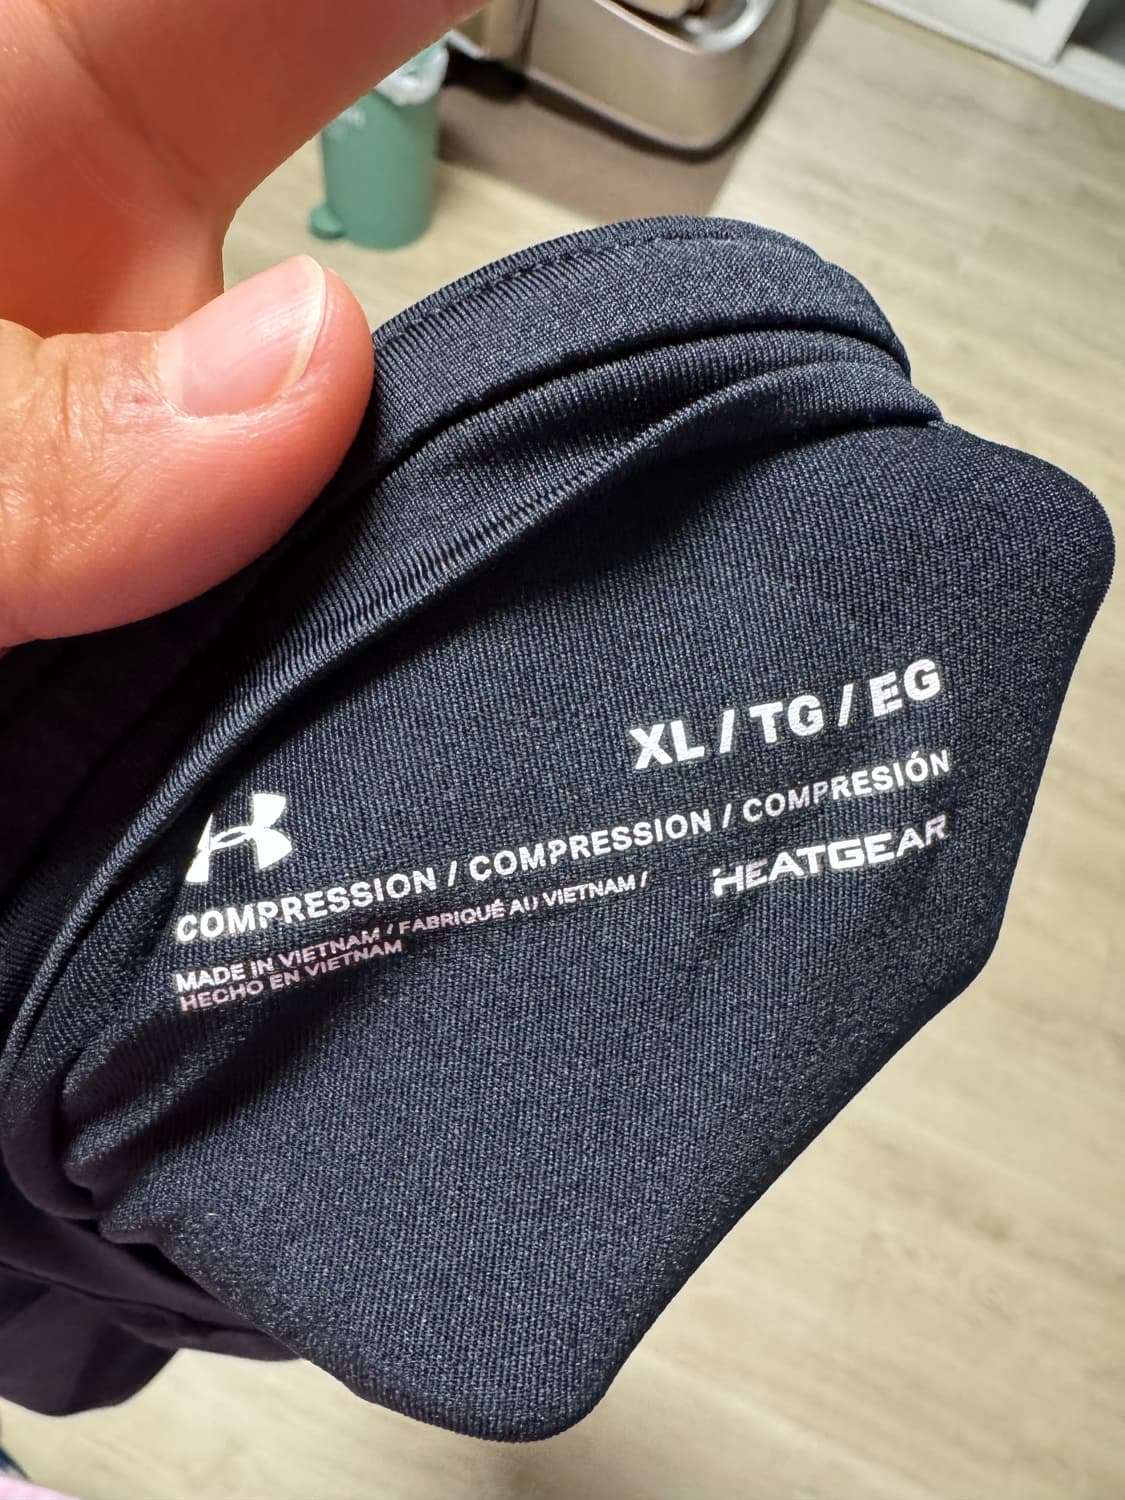 XL / TG / EG
COMPRESSION / COMPRESSION / COMPRESIÓN
MADE IN VIETNAM / FABRIQUÉ AU VIETNAM /
HECHO EN VIETNAM
HEATGEAR